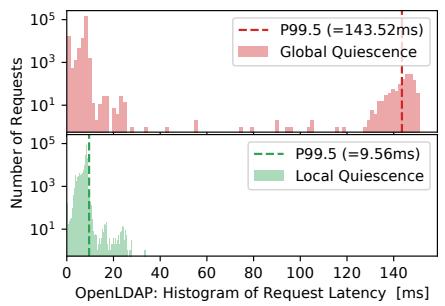 10^5
10^3
10^1
P99.5 (=143.52ms)
Global Quiescence
Number of Requests
10^5
10^3
10^1
P99.5 (=9.56ms)
Local Quiescence
0 20 40 60 80 100 120 140
OpenLDAP: Histogram of Request Latency [ms]